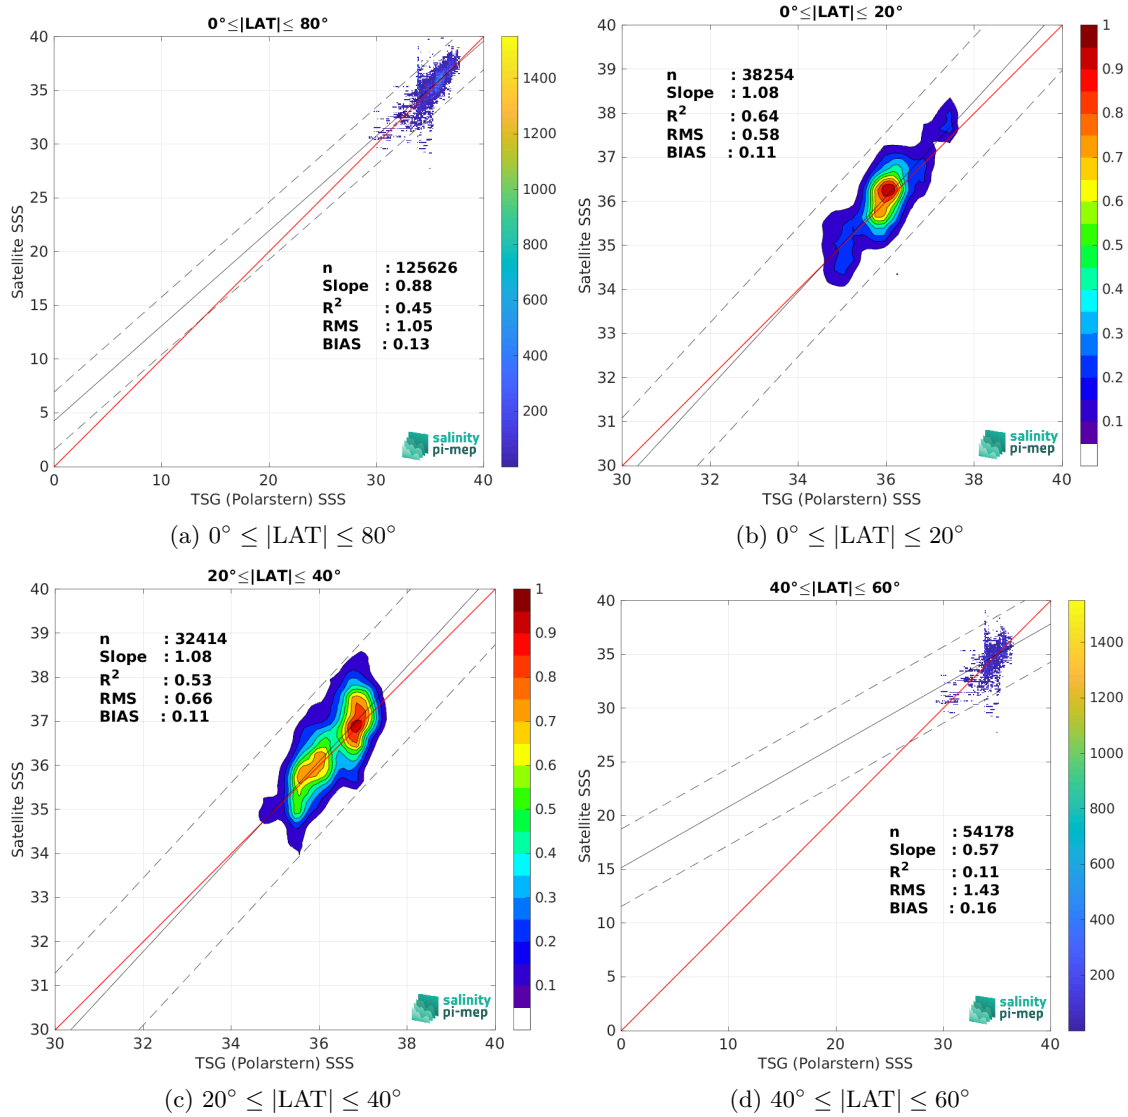 0°≤|LAT|≤ 80°
40
35
30
25
20
15
10
5
0
0
10
20
30
40
Satellite SSS
TSG (Polarstern) SSS
n : 125626
Slope : 0.88
R² : 0.45
RMS : 1.05
BIAS : 0.13
salinity
pi-mep
1400
1200
1000
800
600
400
200
(a) 0° ≤ |LAT| ≤ 80°
0°≤|LAT|≤ 20°
40
39
38
37
36
35
34
33
32
31
30
30
32
34
36
38
40
Satellite SSS
TSG (Polarstern) SSS
n : 38254
Slope : 1.08
R² : 0.64
RMS : 0.58
BIAS : 0.11
salinity
pi-mep
1
0.9
0.8
0.7
0.6
0.5
0.4
0.3
0.2
0.1
(b) 0° ≤ |LAT| ≤ 20°
20°≤|LAT|≤ 40°
40
39
38
37
36
35
34
33
32
31
30
30
32
34
36
38
40
Satellite SSS
TSG (Polarstern) SSS
n : 32414
Slope : 1.08
R² : 0.53
RMS : 0.66
BIAS : 0.11
salinity
pi-mep
1
0.9
0.8
0.7
0.6
0.5
0.4
0.3
0.2
0.1
(c) 20° ≤ |LAT| ≤ 40°
40°≤|LAT|≤ 60°
40
35
30
25
20
15
10
5
0
0
10
20
30
40
Satellite SSS
TSG (Polarstern) SSS
n : 54178
Slope : 0.57
R² : 0.11
RMS : 1.43
BIAS : 0.16
salinity
pi-mep
1400
1200
1000
800
600
400
200
(d) 40° ≤ |LAT| ≤ 60°